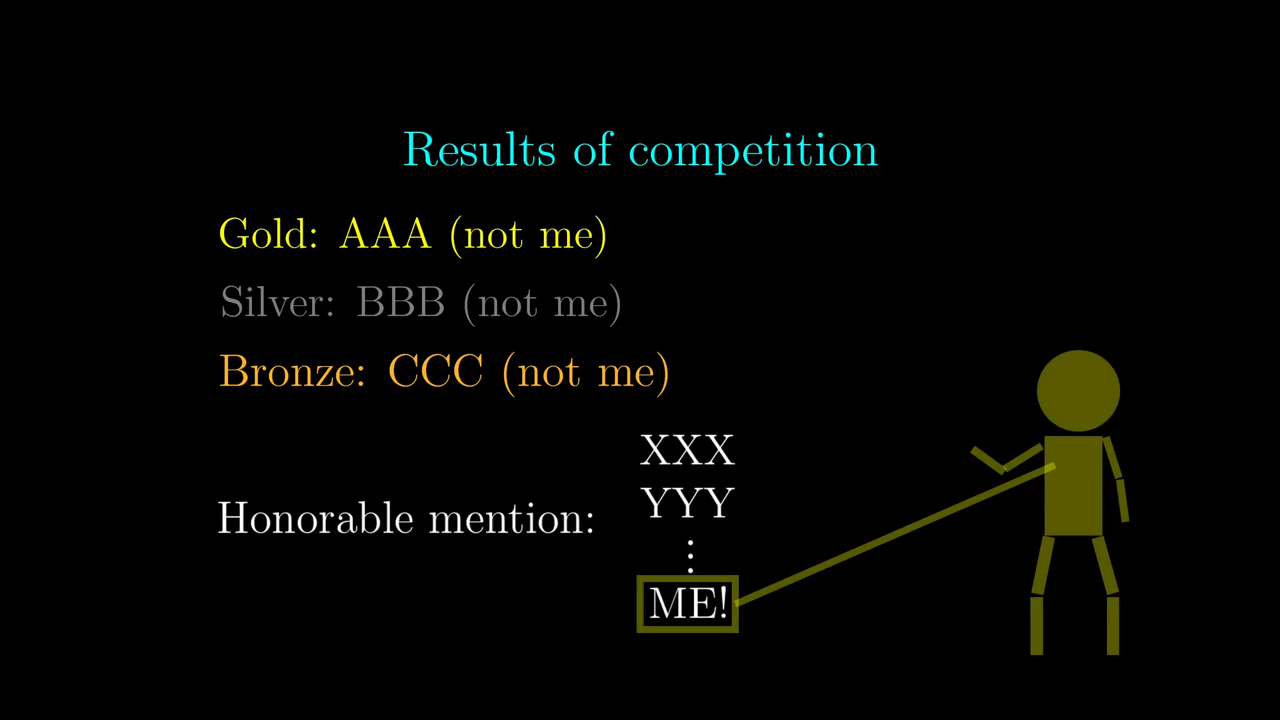 Results of competition
Gold: AAA (not me)
Silver: BBB (not me)
Bronze: CCC (not me)
XXX
YYY
Honorable mention:
⋮
ME!